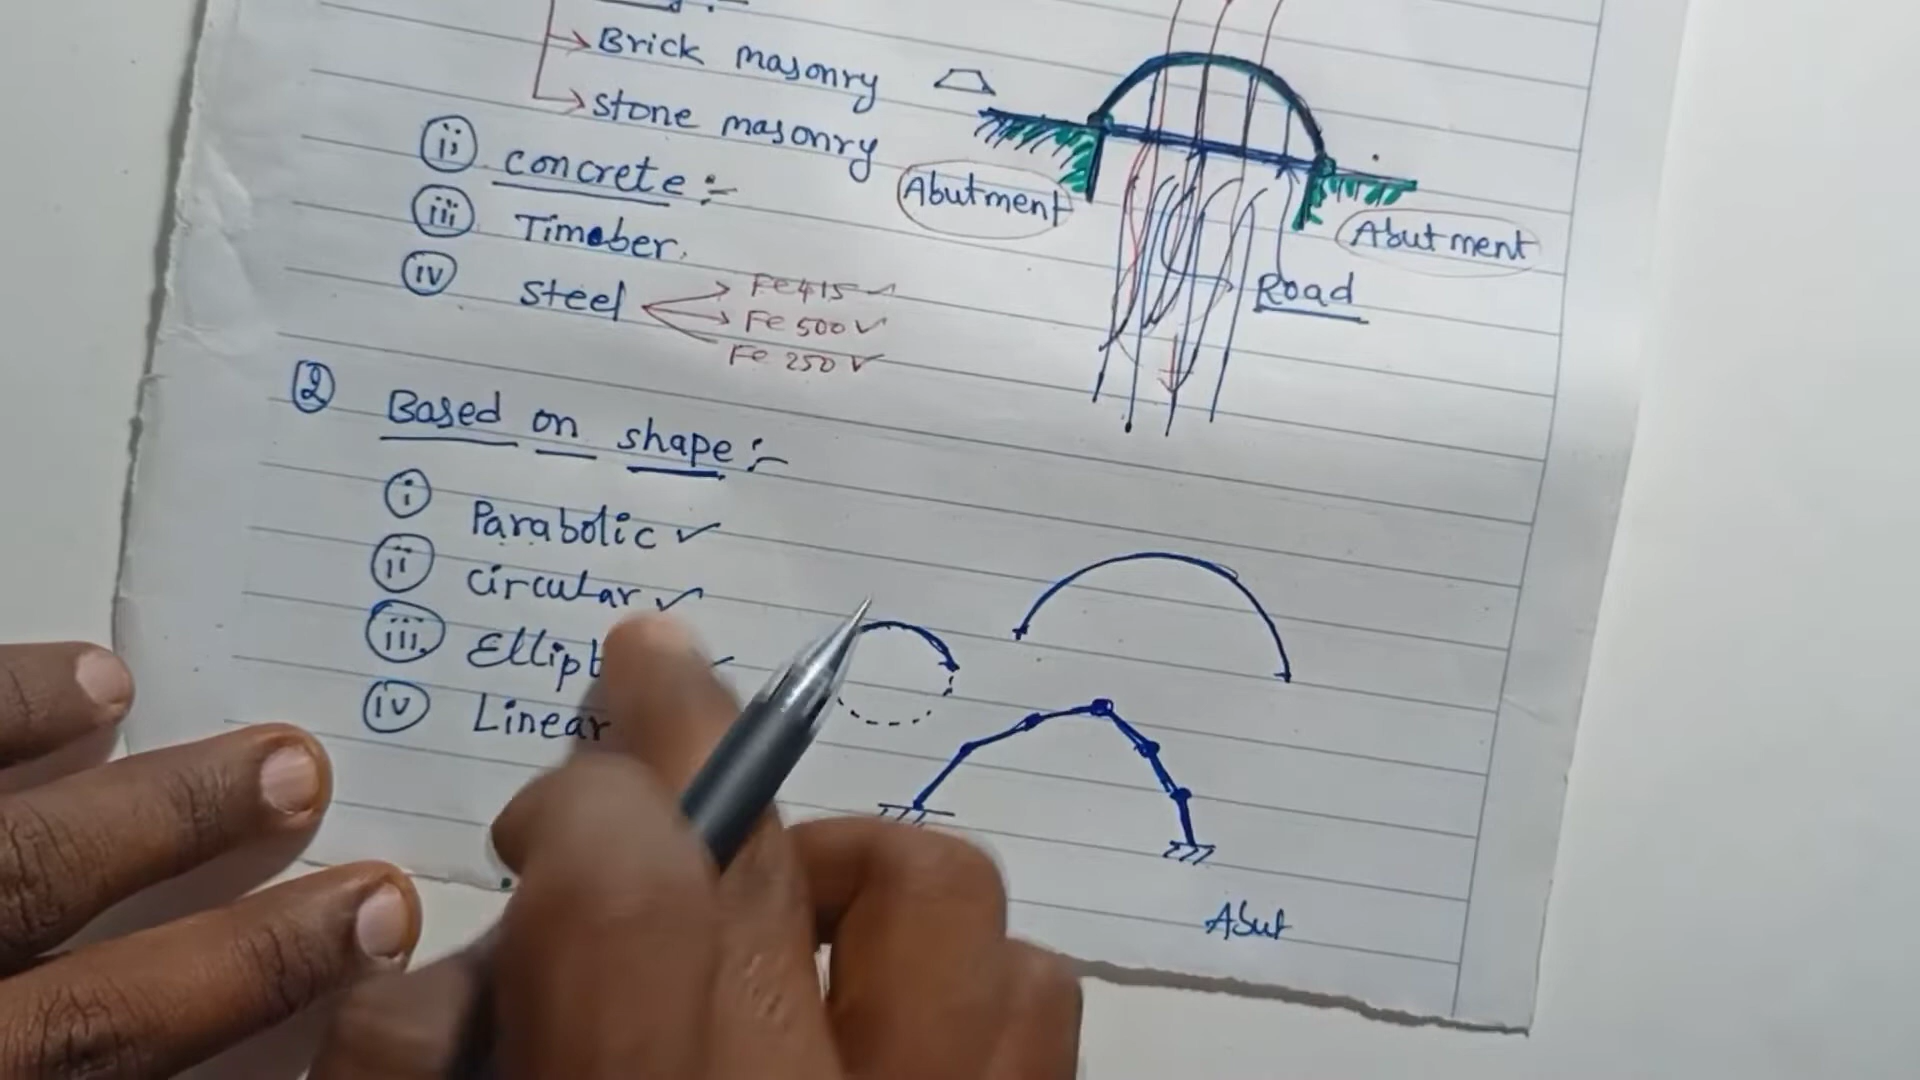 Brick masonry
stone masonry
ii concrete :-
iii Timober.
iv steel
Fe415
Fe 500
Fe 250
Abutment
Abutment
Road
2 Based on shape :-
i Parabolic
ii circular
iii. Ellipt
iv Linear
Abut